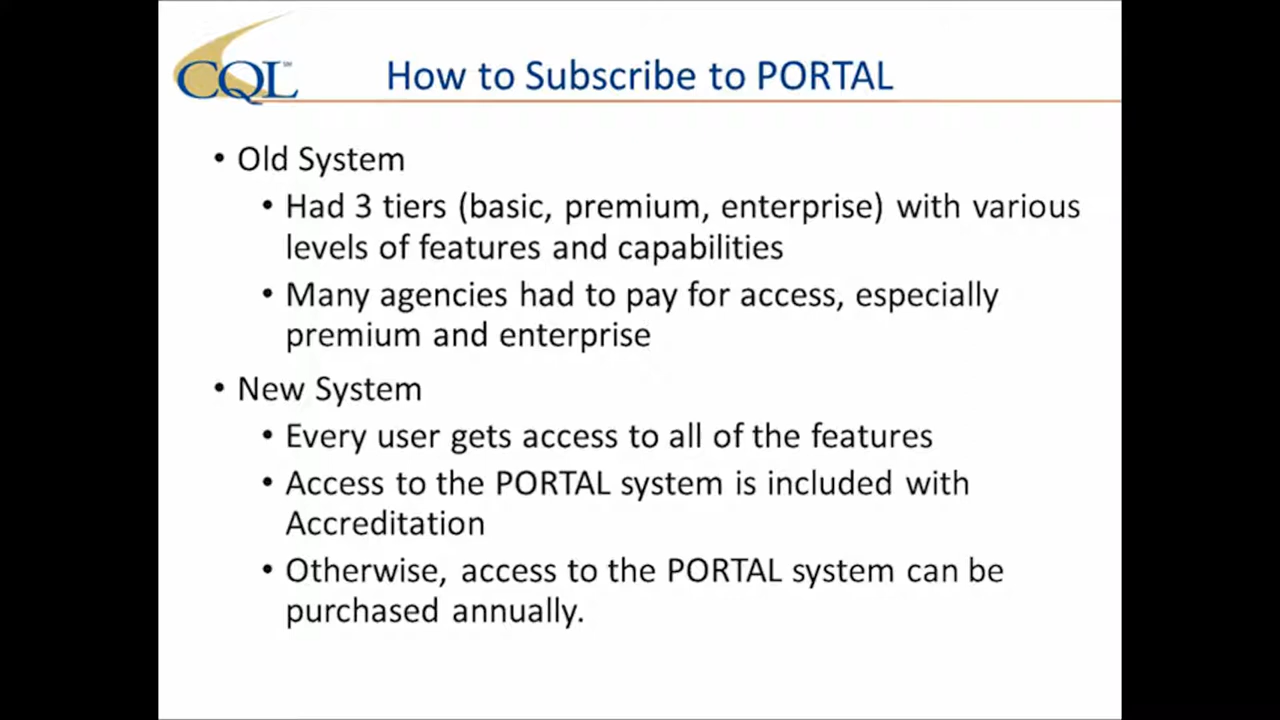 CQL℠
How to Subscribe to PORTAL
• Old System
• Had 3 tiers (basic, premium, enterprise) with various
levels of features and capabilities
• Many agencies had to pay for access, especially
premium and enterprise
• New System
• Every user gets access to all of the features
• Access to the PORTAL system is included with
Accreditation
• Otherwise, access to the PORTAL system can be
purchased annually.